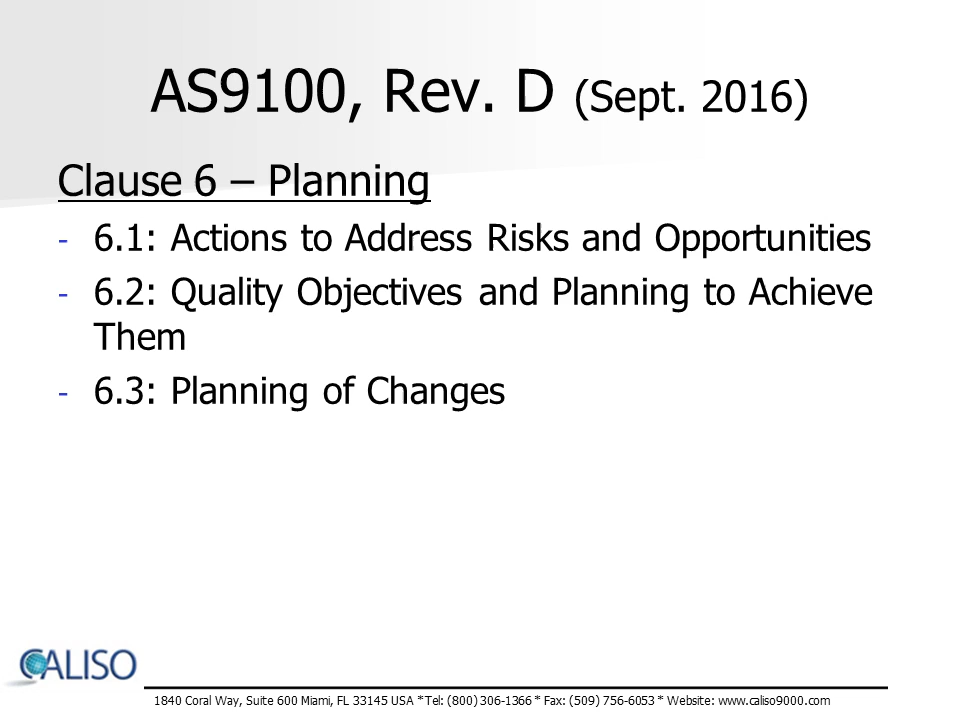 AS9100, Rev. D (Sept. 2016)
Clause 6 – Planning
- 6.1: Actions to Address Risks and Opportunities
- 6.2: Quality Objectives and Planning to Achieve
Them
- 6.3: Planning of Changes
CALISO
1840 Coral Way, Suite 600 Miami, FL 33145 USA *Tel: (800) 306-1366 * Fax: (509) 756-6053 * Website: www.caliso9000.com